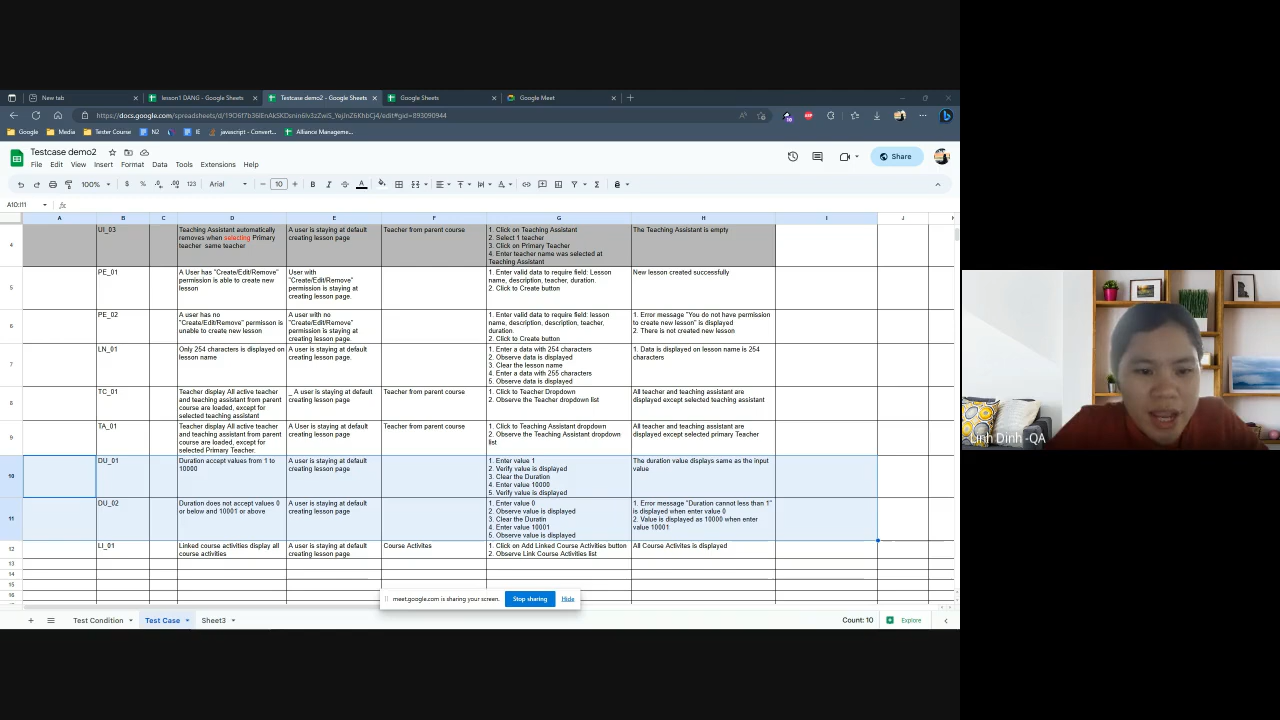 New tab
lesson1 DANG - Google Sheets
Testcase demo2 - Google Sheets
Google Sheets
Google Meet
Google
Media
Tester Course
N2
IE
javascript - Convert...
Alliance Manageme...
Testcase demo2
File Edit View Insert Format Data Tools Extensions Help
Share
100%
$ % .0 .00 123
Arial
10
A10:I11
A B C D E F G H I J
4
UI_03
Teaching Assistant automatically
removes when selecting Primary
teacher same teacher
A user is staying at default
creating lesson page
Teacher from parent course
1. Click on Teaching Assistant
2. Select 1 teacher
3. Click on Primary Teacher
4. Enter teacher name was selected at
Teaching Assistant
The Teaching Assistant is empty
5
PE_01
A User has "Create/Edit/Remove"
permission is able to create new
lesson
User with
"Create/Edit/Remove"
permission is staying at
creating lesson page.
1. Enter valid data to require field: Lesson
name, description, teacher, duration.
2. Click to Create button
New lesson created successfully
6
PE_02
A user has no
"Create/Edit/Remove" permisson is
unable to create new lesson
A user with no
"Create/Edit/Remove"
permission is staying at
creating lesson page.
1. Enter valid data to require field: lesson
name, description, description, teacher,
duration.
2. Click to Create button
1. Error message "You do not have permission
to create new lesson" is displayed
2. There is not created new lesson
7
LN_01
Only 254 characters is displayed on
lesson name
A user is staying at default
creating lesson page.
1. Enter a data with 254 characters
2. Observe data is displayed
3. Clear the lesson name
4. Enter a data with 255 characters
5. Observe data is displayed
1. Data is displayed on lesson name is 254
characters
8
TC_01
Teacher display All active teacher
and teaching assistant from parent
course are loaded, except for
selected teaching assistant
_ A user is staying at default
creating lesson page
Teacher from parent course
1. Click to Teacher Dropdown
2. Observe the Teacher dropdown list
All teacher and teaching assistant are
displayed except selected teaching assistant
9
TA_01
Teacher display All active teacher
and teaching assistant from parent
course are loaded, except for
selected Primary Teacher.
A User is staying at default
creating lesson page
Teacher from parent course
1. Click to Teaching Assistant dropdown
2. Observe the Teaching Assistant dropdown
list
All teacher and teaching assistant are
displayed except selected primary Teacher
10
DU_01
Duration accept values from 1 to
10000
A user is staying at default
creating lesson page
1. Enter value 1
2. Verify value is displayed
3. Clear the Duration
4. Enter value 10000
5. Verify value is displayed
The duration value displays same as the input
value
11
DU_02
Duration does not accept values 0
or below and 10001 or above
A user is staying at default
creating lesson page
1. Enter value 0
2. Observe value is displayed
3. Clear the Duratin
4. Enter value 10001
5. Observe value is displayed
1. Error message "Duration cannot less than 1"
is displayed when enter value 0
2. Value is displayed as 10000 when enter
value 10001
12
LI_01
Linked course activities display all
course activities
A user is staying at default
creating lesson page
Course Activites
1. Click on Add Linked Course Activities button
2. Observe Link Course Activities list
All Course Activites is displayed
13
14
15
16
meet.google.com is sharing your screen.
Stop sharing
Hide
Test Condition
Test Case
Sheet3
Count: 10
Explore
Linh Dinh -QA